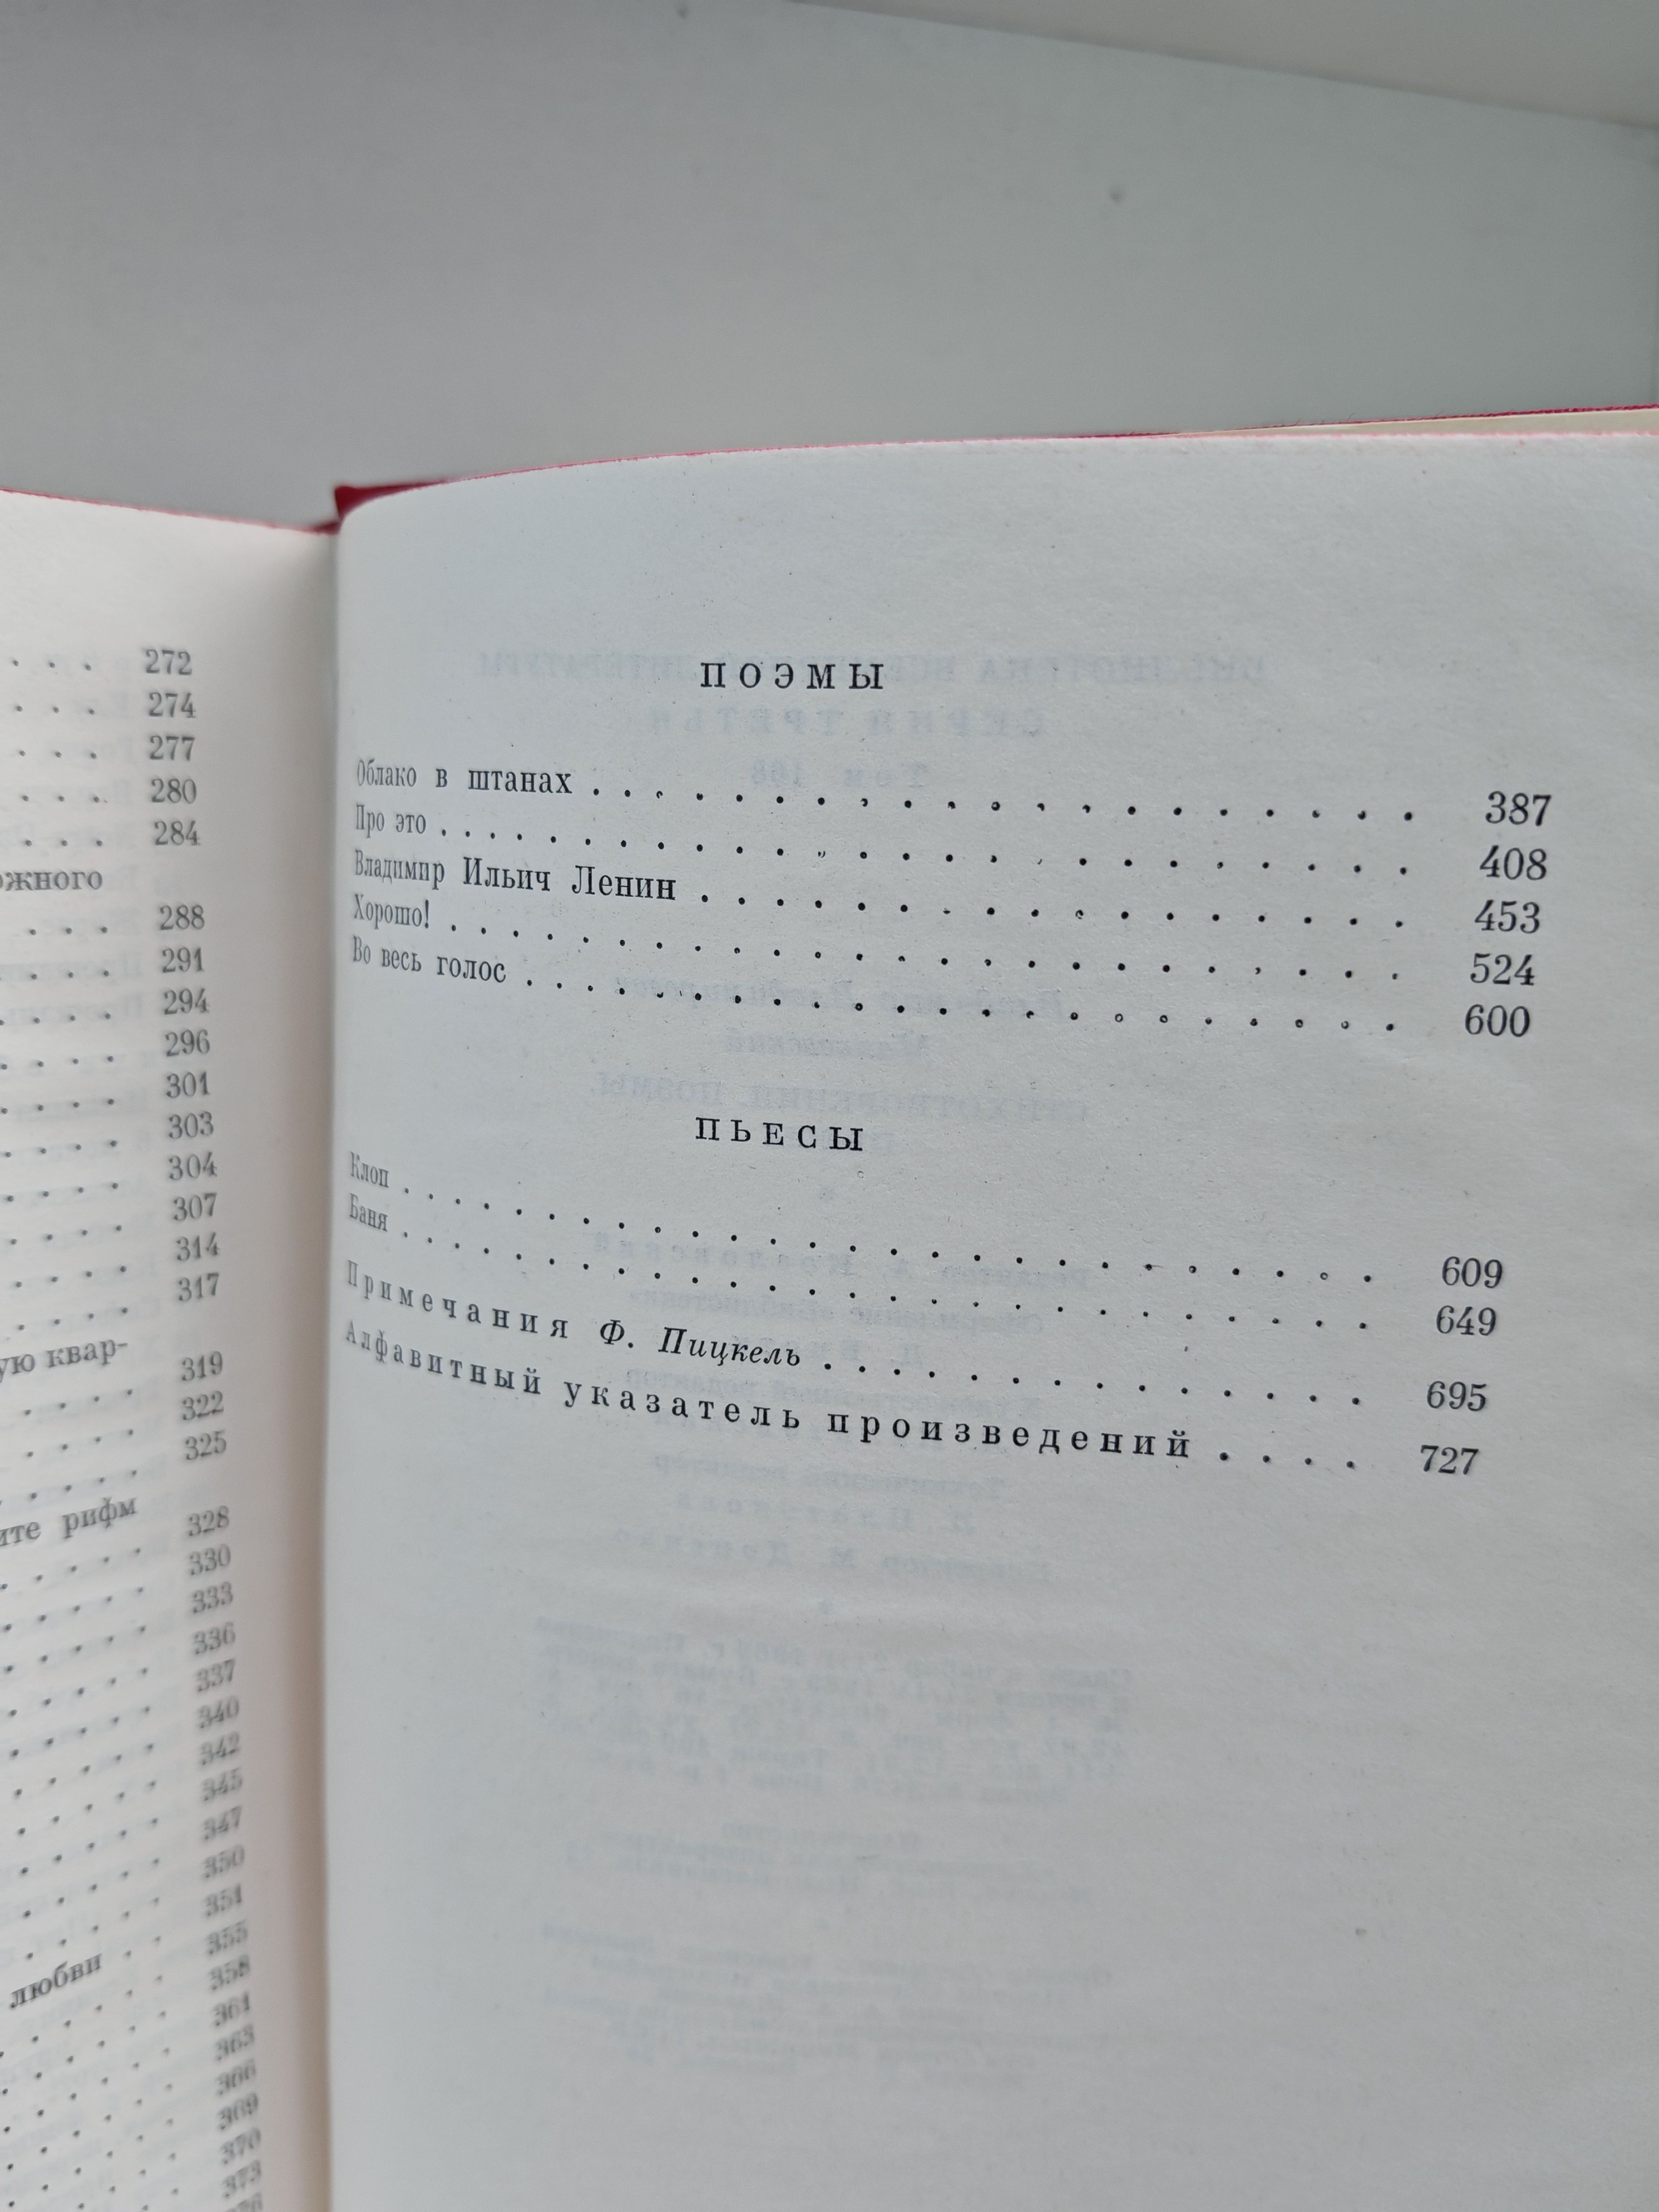 272
274
277
280
284
288
291
294
296
301
303
304
307
314
317
ую квар-
319
322
325
рифм
328
330
333
336
337
340
342
345
347
350
351
355
любви
358
361
363
366
369
370
373
ПОЭМЫ
Облако в штанах . . . . . . . . . . . . . . . . . . 387
Про это . . . . . . . . . . . . . . . . . . . . . 408
Владимир Ильич Ленин . . . . . . . . . . . . . . . 453
Хорошо! . . . . . . . . . . . . . . . . . . . . . 524
Во весь голос . . . . . . . . . . . . . . . . . . 600
ПЬЕСЫ
Клоп . . . . . . . . . . . . . . . . . . . . . . 609
Баня . . . . . . . . . . . . . . . . . . . . . . 649
Примечания Ф. Пицкель . . . . . . . . . . . . . . 695
Алфавитный указатель произведений . . . . 727